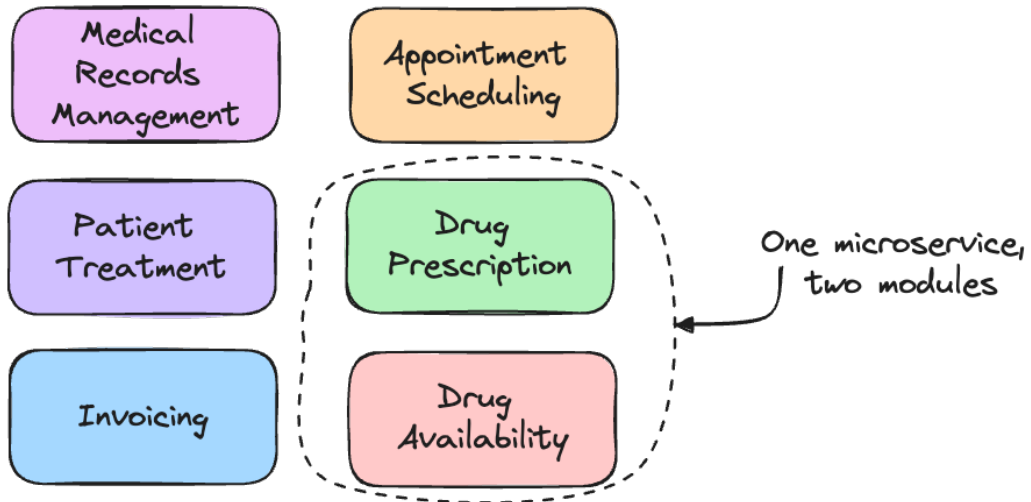 Medical
Records
Management
Appointment
Scheduling
Patient
Treatment
Drug
Prescription
One microservice,
two modules
Invoicing
Drug
Availability